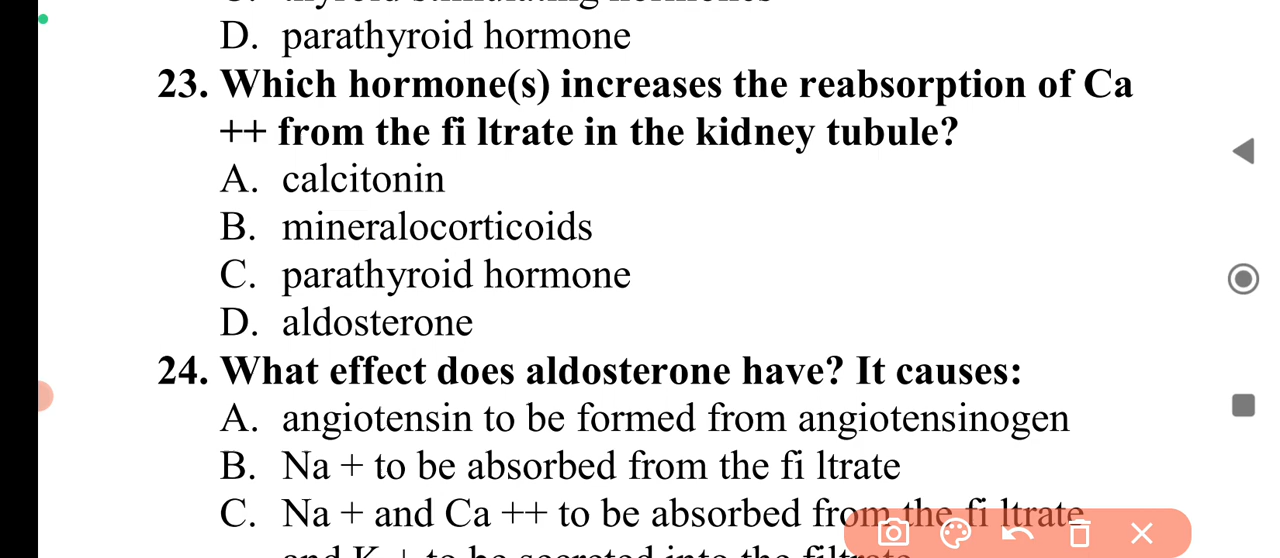 D. parathyroid hormone
23. Which hormone(s) increases the reabsorption of Ca
++ from the fi ltrate in the kidney tubule?
A. calcitonin
B. mineralocorticoids
C. parathyroid hormone
D. aldosterone
24. What effect does aldosterone have? It causes:
A. angiotensin to be formed from angiotensinogen
B. Na + to be absorbed from the fi ltrate
C. Na + and Ca ++ to be absorbed from the fi ltrate